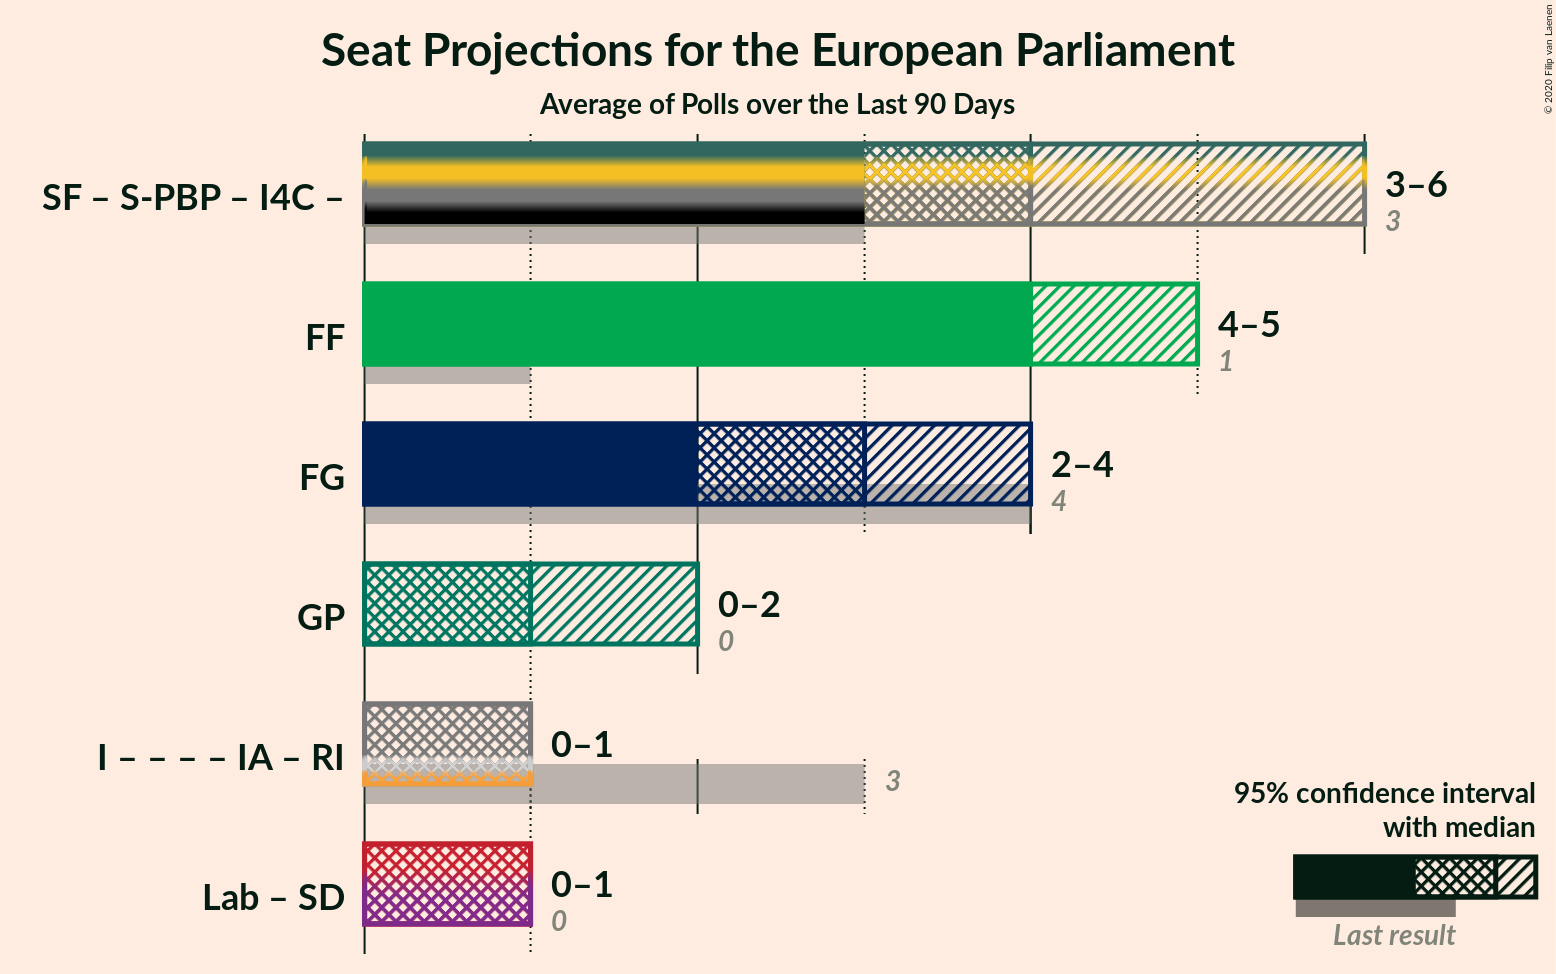 Seat Projections for the European Parliament
Average of Polls over the Last 90 Days
© 2020 Filip van Laenen
SF – S-PBP – I4C –
3–6
3
FF
4–5
1
FG
2–4
4
GP
0–2
0
I – – – – IA – RI
0–1
3
Lab – SD
0–1
0
95% confidence interval
with median
Last result